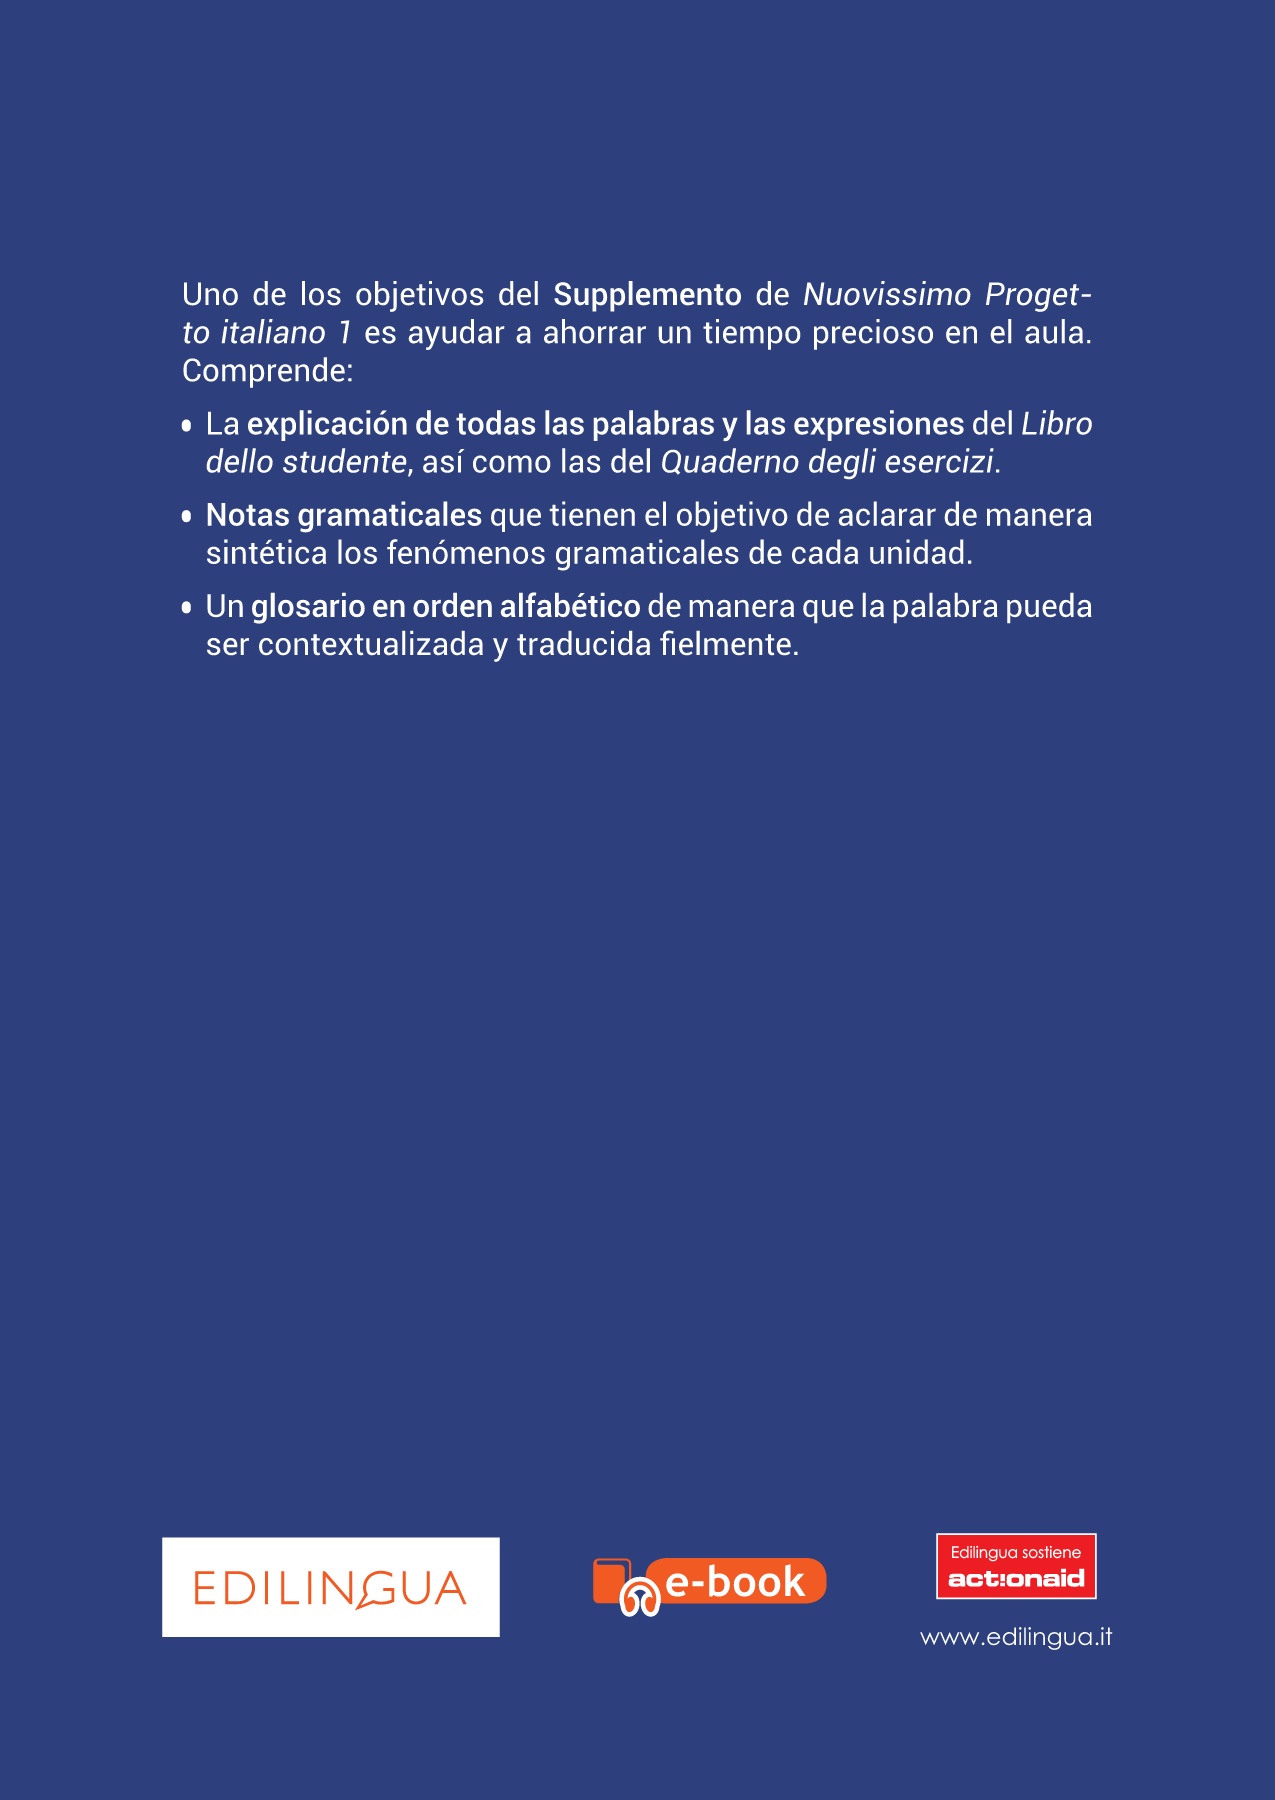 Uno de los objetivos del Supplemento de Nuovissimo Proget-
to italiano 1 es ayudar a ahorrar un tiempo precioso en el aula.
Comprende:
• La explicación de todas las palabras y las expresiones del Libro
dello studente, así como las del Quaderno degli esercizi.
• Notas gramaticales que tienen el objetivo de aclarar de manera
sintética los fenómenos gramaticales de cada unidad.
• Un glosario en orden alfabético de manera que la palabra pueda
ser contextualizada y traducida fielmente.
EDILINGUA
e-book
Edilingua sostiene
act!onaid
www.edilingua.it